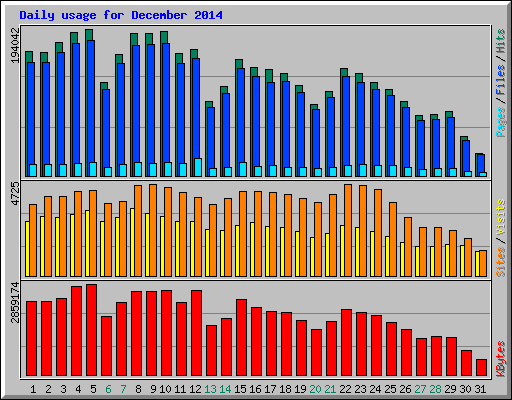 Daily usage for December 2014
194042
Pages / Files / Hits
4725
Sites / Visits
2859174
KBytes
1 2 3 4 5 6 7 8 9 10 11 12 13 14 15 16 17 18 19 20 21 22 23 24 25 26 27 28 29 30 31